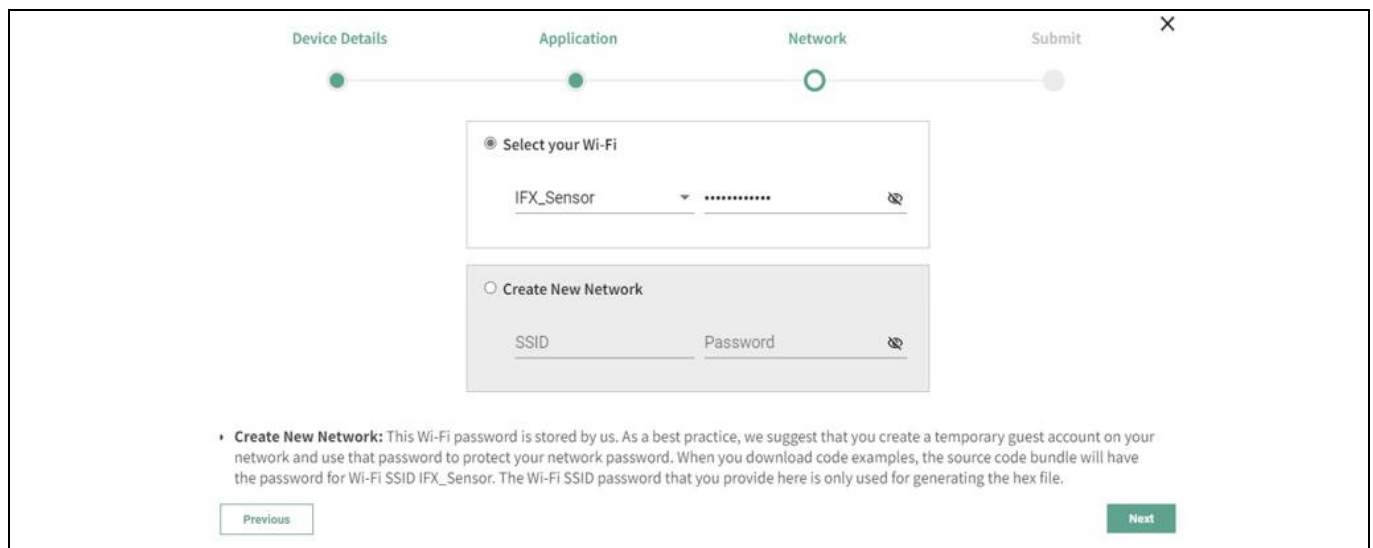 Device Details Application Network Submit
Select your Wi-Fi
IFX_Sensor ••••••••••••
Create New Network
SSID Password
Create New Network: This Wi-Fi password is stored by us. As a best practice, we suggest that you create a temporary guest account on your
network and use that password to protect your network password. When you download code examples, the source code bundle will have
the password for Wi-Fi SSID IFX_Sensor. The Wi-Fi SSID password that you provide here is only used for generating the hex file.
Previous Next